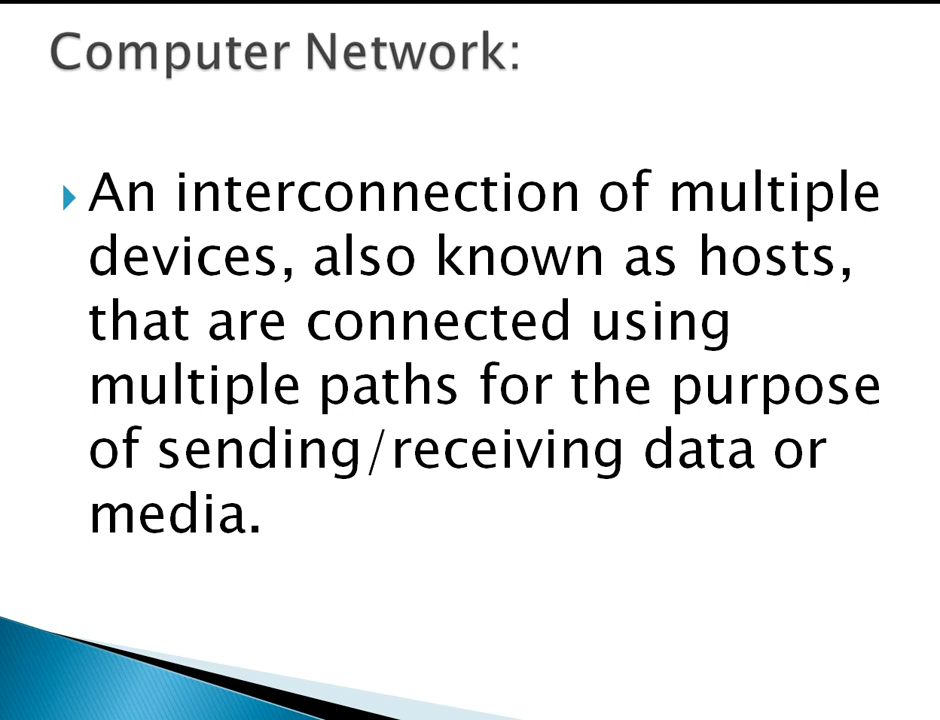 Computer Network:
An interconnection of multiple
devices, also known as hosts,
that are connected using
multiple paths for the purpose
of sending/receiving data or
media.